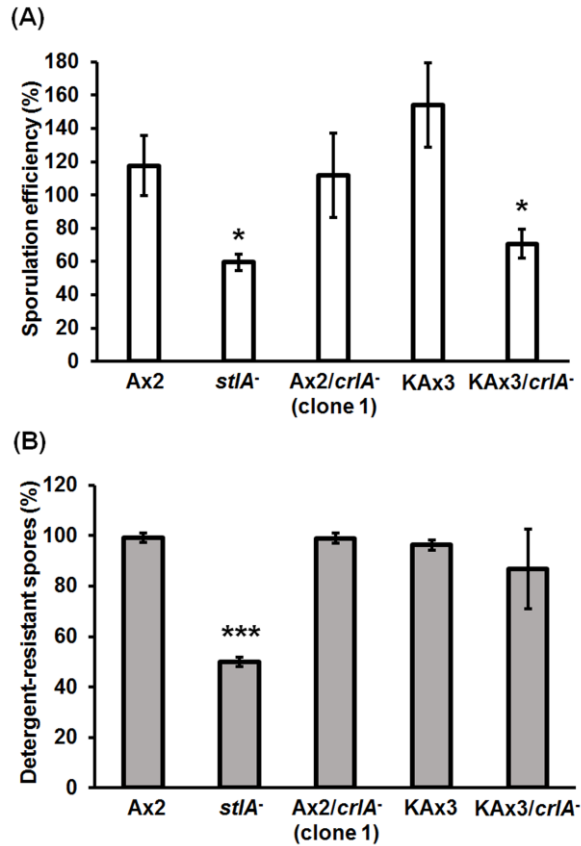 (A)
Sporulation efficiency (%)
180
160
140
120
100
80
60
40
20
0
*
*
Ax2 stlA- Ax2/crlA- KAx3 KAx3/crlA-
(clone 1)
(B)
Detergent-resistant spores (%)
120
100
80
60
40
20
0
***
Ax2 stlA- Ax2/crlA- KAx3 KAx3/crlA-
(clone 1)